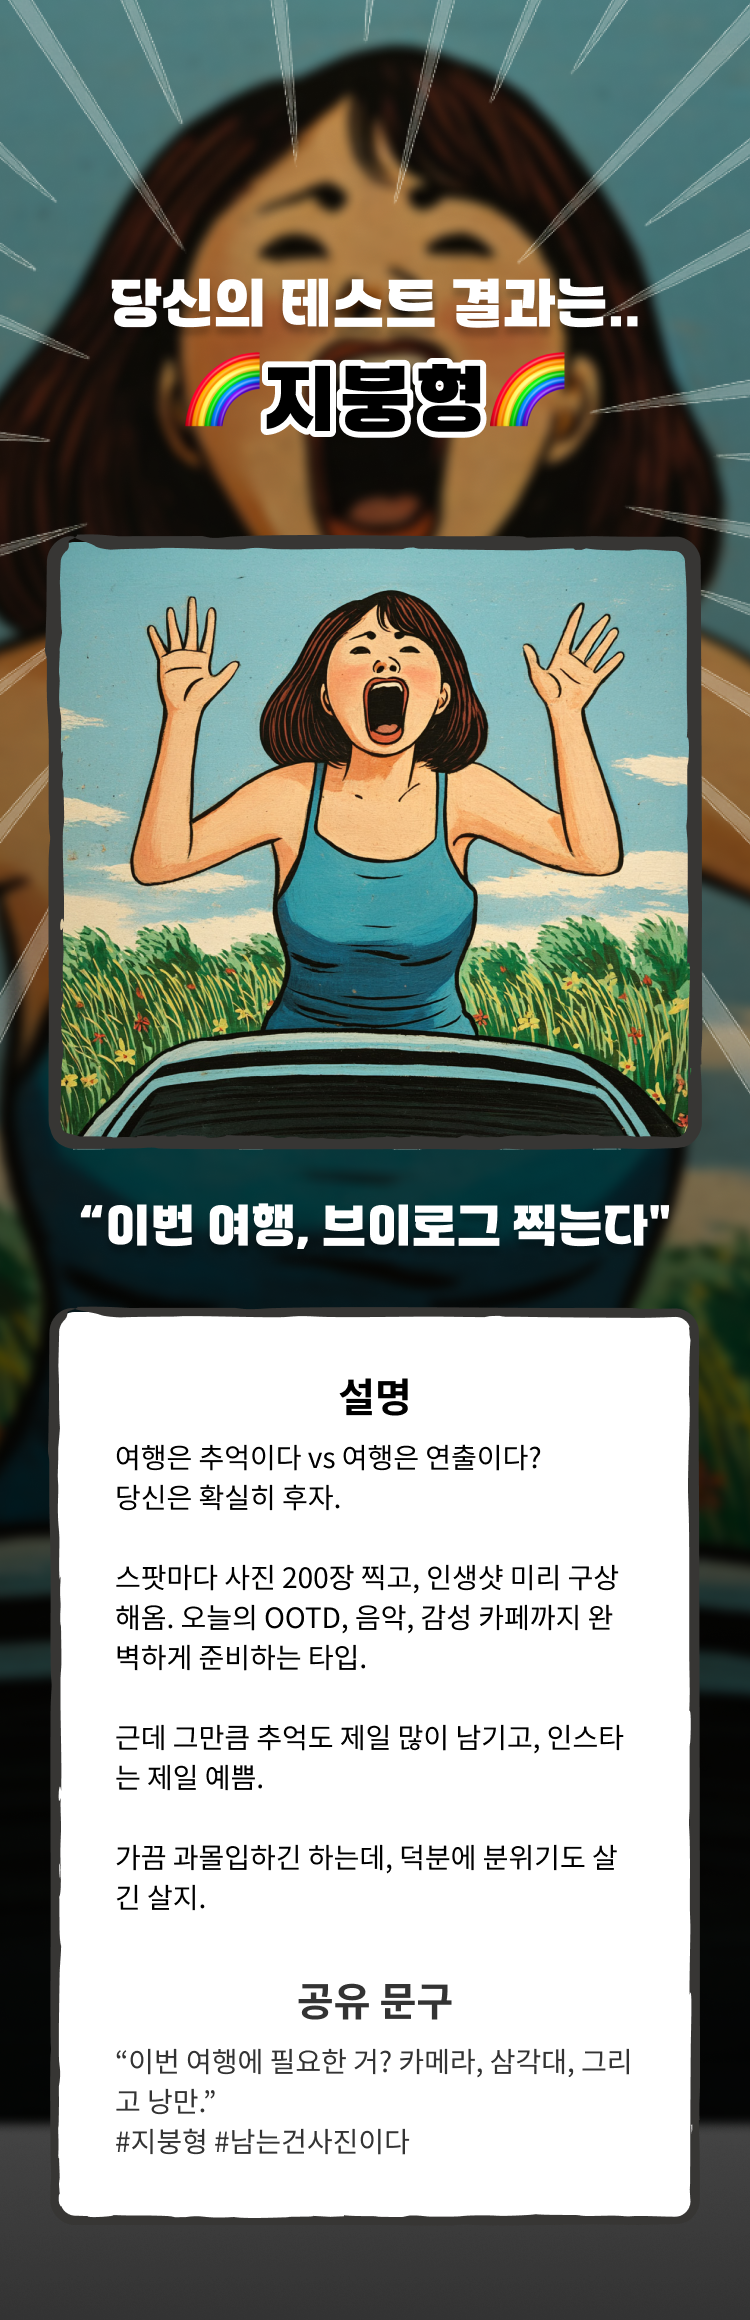 당신의 테스트 결과는..
🌈지붕형🌈
“이번 여행, 브이로그 찍는다"
설명
여행은 추억이다 vs 여행은 연출이다?
당신은 확실히 후자.
스팟마다 사진 200장 찍고, 인생샷 미리 구상
해옴. 오늘의 OOTD, 음악, 감성 카페까지 완
벽하게 준비하는 타입.
근데 그만큼 추억도 제일 많이 남기고, 인스타
는 제일 예쁨.
가끔 과몰입하긴 하는데, 덕분에 분위기도 살
긴 살지.
공유 문구
“이번 여행에 필요한 거? 카메라, 삼각대, 그리
고 낭만.”
#지붕형 #남는건사진이다